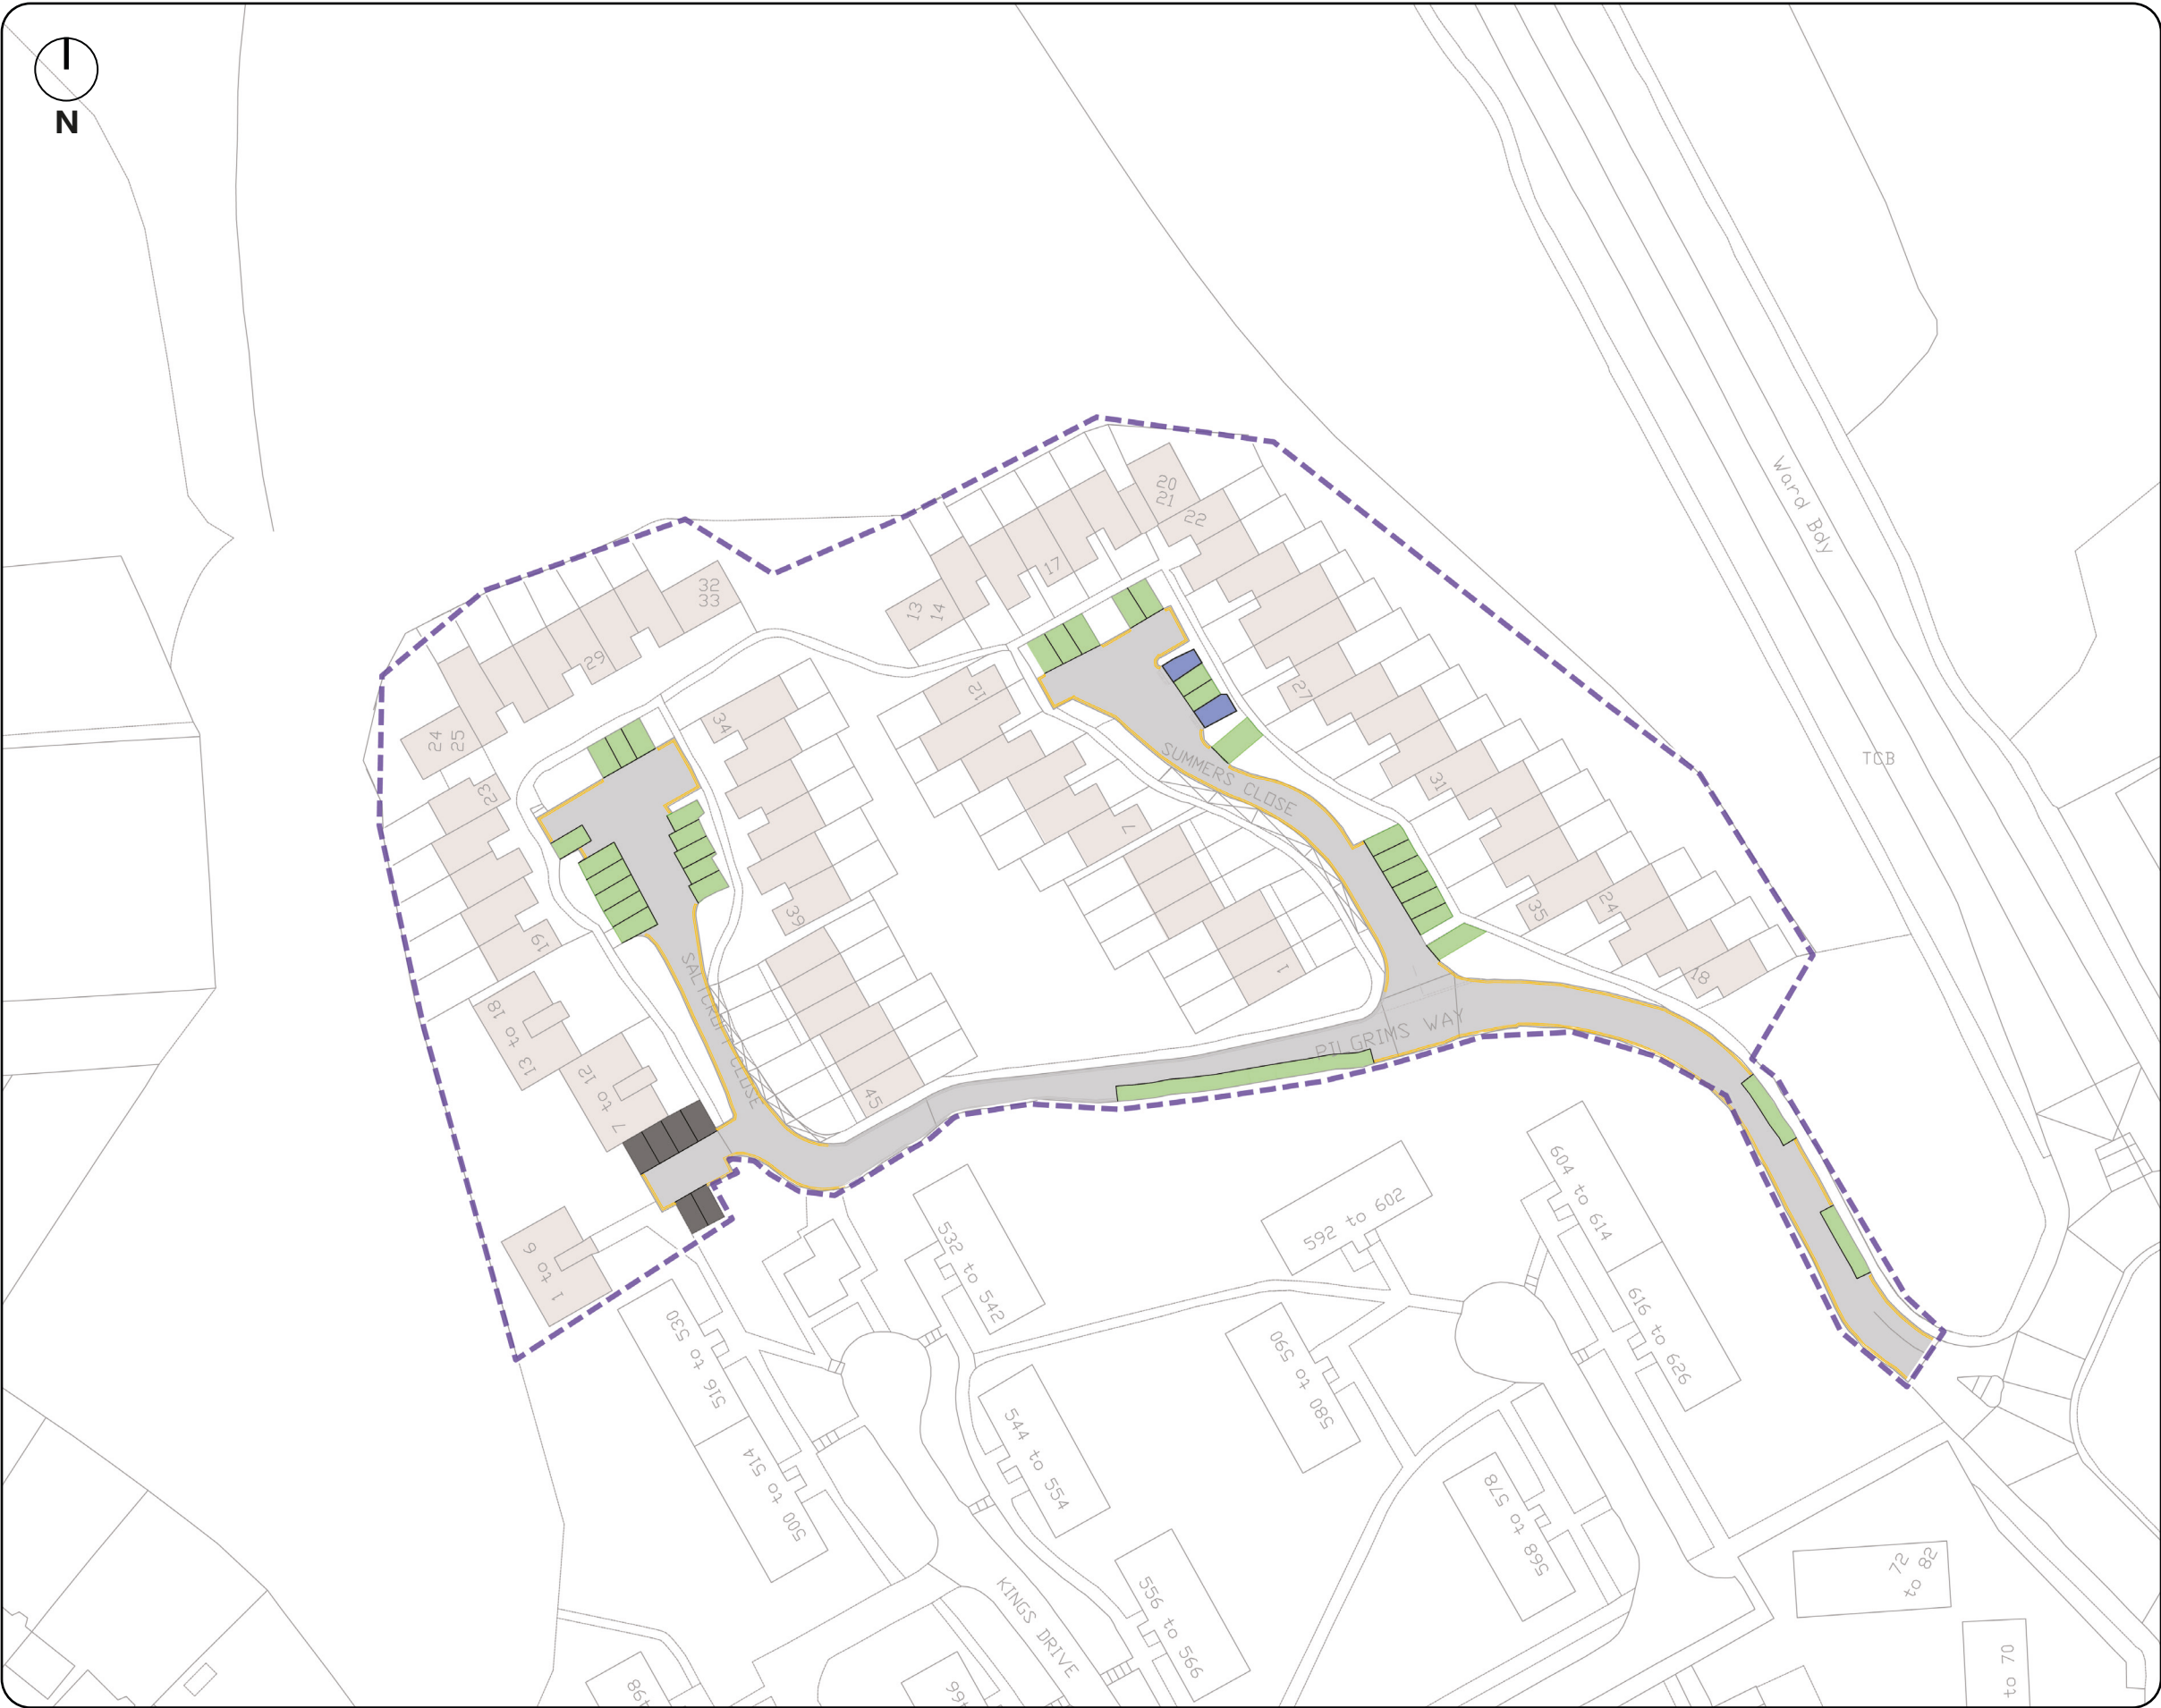 N
Ward Bdy
TCB
20
21
22
17
13
14
32
33
29
24
25
23
34
12
27
31
SUMMERS CLOSE
7
19
39
35
24
18
1
SALTCROFT CLOSE
13 to 18
7 to 12
PILGRIMS WAY
45
1 to 6
532 to 542
592 to 602
604 to 614
616 to 626
516 to 530
580 to 590
544 to 554
500 to 514
568 to 578
72 to 82
KINGS DRIVE
556 to 566